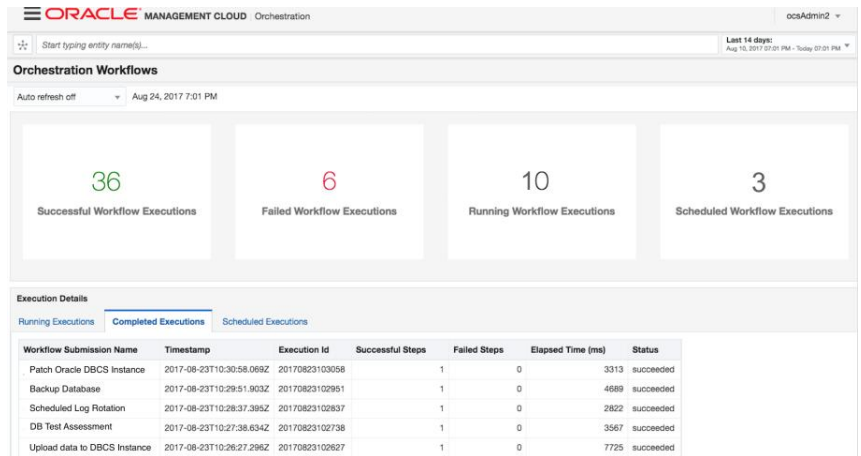 ORACLE MANAGEMENT CLOUD Orchestration ocsAdmin2
Start typing entity name(s)...
Last 14 days:
Aug 10, 2017 07:01 PM - Today 07:01 PM
Orchestration Workflows
Auto refresh off Aug 24, 2017 7:01 PM
36 6 10 3
Successful Workflow Executions Failed Workflow Executions Running Workflow Executions Scheduled Workflow Executions
Execution Details
Running Executions Completed Executions Scheduled Executions
Workflow Submission Name Timestamp Execution Id Successful Steps Failed Steps Elapsed Time (ms) Status
Patch Oracle DBCS Instance 2017-08-23T10:30:58.069Z 20170823103058 1 0 3313 succeeded
Backup Database 2017-08-23T10:29:51.903Z 20170823102951 1 0 4689 succeeded
Scheduled Log Rotation 2017-08-23T10:28:37.395Z 20170823102837 1 0 2822 succeeded
DB Test Assessment 2017-08-23T10:27:38.634Z 20170823102738 1 0 3567 succeeded
Upload data to DBCS Instance 2017-08-23T10:26:27.296Z 20170823102627 1 0 7725 succeeded